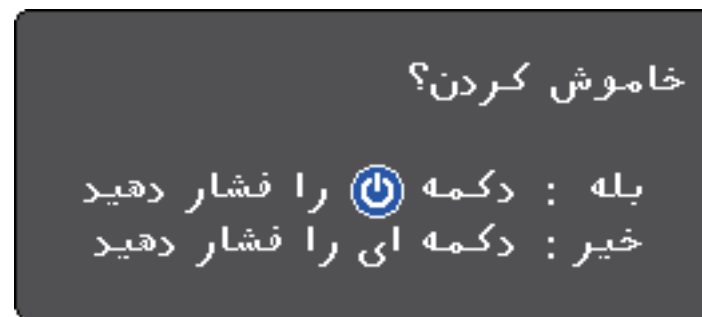 خاموش کردن؟
بله : دکمه را فشار دهید
خیر : دکمه ای را فشار دهید